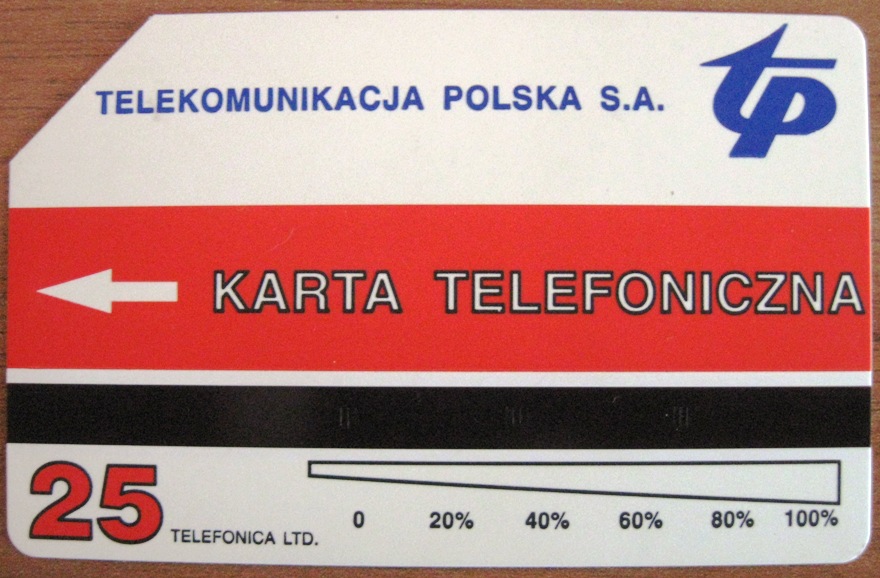 TELEKOMUNIKACJA POLSKA S.A.
tp
KARTA TELEFONICZNA
25 TELEFONICA LTD.
0 20% 40% 60% 80% 100%